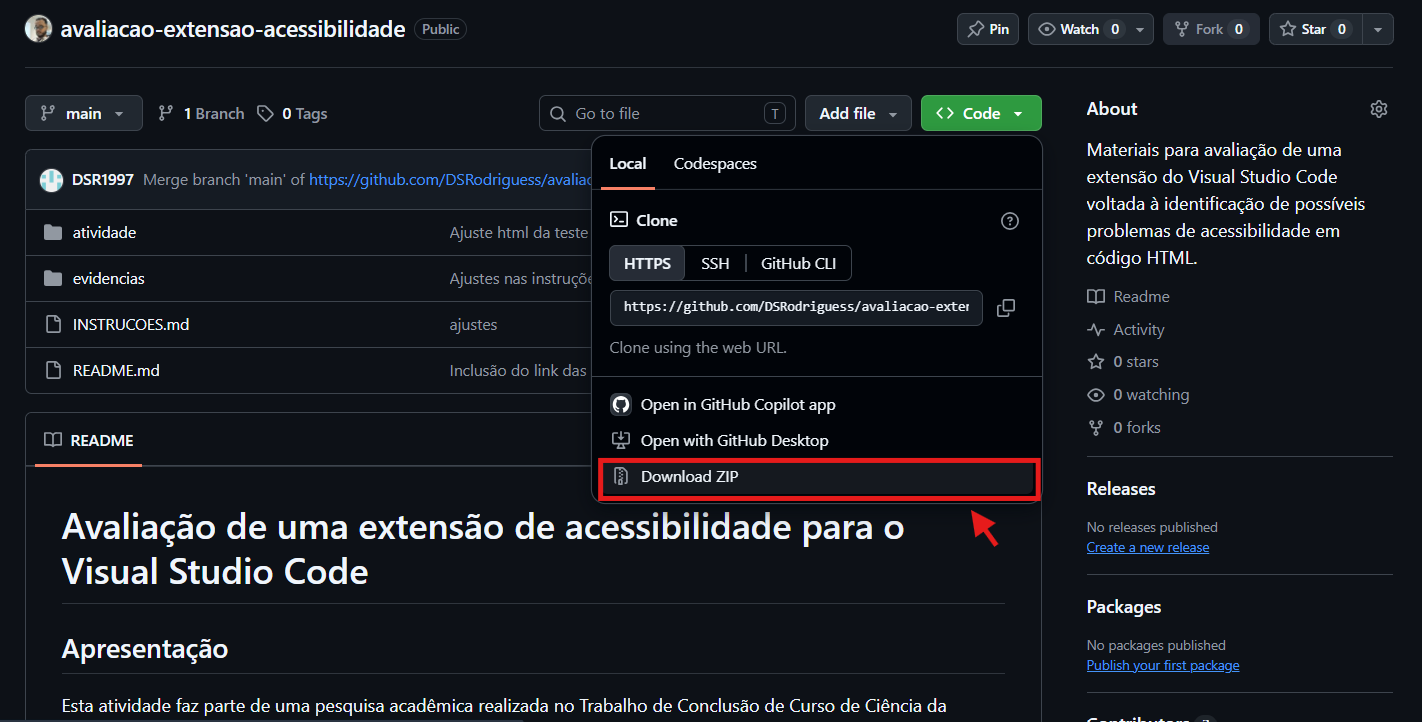 avaliacao-extensao-acessibilidade Public
Pin Watch 0 Fork 0 Star 0
main 1 Branch 0 Tags
Go to file T Add file Code
DSR1997 Merge branch 'main' of https://github.com/DSRodriguess/avaliac
atividade Ajuste html da teste
evidencias Ajustes nas instruçõe
INSTRUCOES.md ajustes
README.md Inclusão do link das
Local Codespaces
Clone
HTTPS SSH GitHub CLI
https://github.com/DSRodriguess/avaliacao-exten
Clone using the web URL.
Open in GitHub Copilot app
Open with GitHub Desktop
Download ZIP
README
Avaliação de uma extensão de acessibilidade para o
Visual Studio Code
Apresentação
Esta atividade faz parte de uma pesquisa acadêmica realizada no Trabalho de Conclusão de Curso de Ciência da
About
Materiais para avaliação de uma
extensão do Visual Studio Code
voltada à identificação de possíveis
problemas de acessibilidade em
código HTML.
Readme
Activity
0 stars
0 watching
0 forks
Releases
No releases published
Create a new release
Packages
No packages published
Publish your first package
Contributors